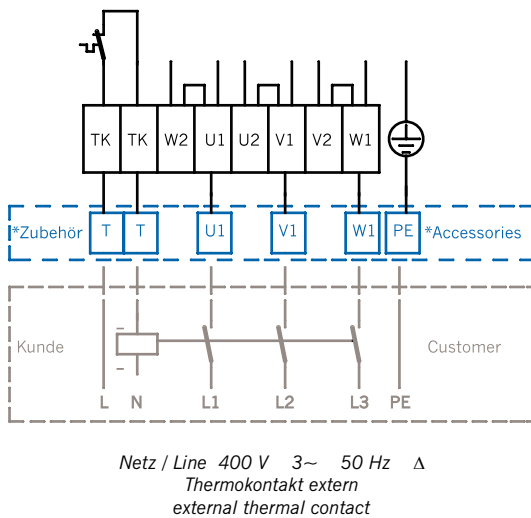 TK TK W2 U1 U2 V1 V2 W1
*Zubehör T T U1 V1 W1 PE *Accessories
Kunde Customer
L N L1 L2 L3 PE
Netz / Line 400 V 3~ 50 Hz Δ
Thermokontakt extern
external thermal contact